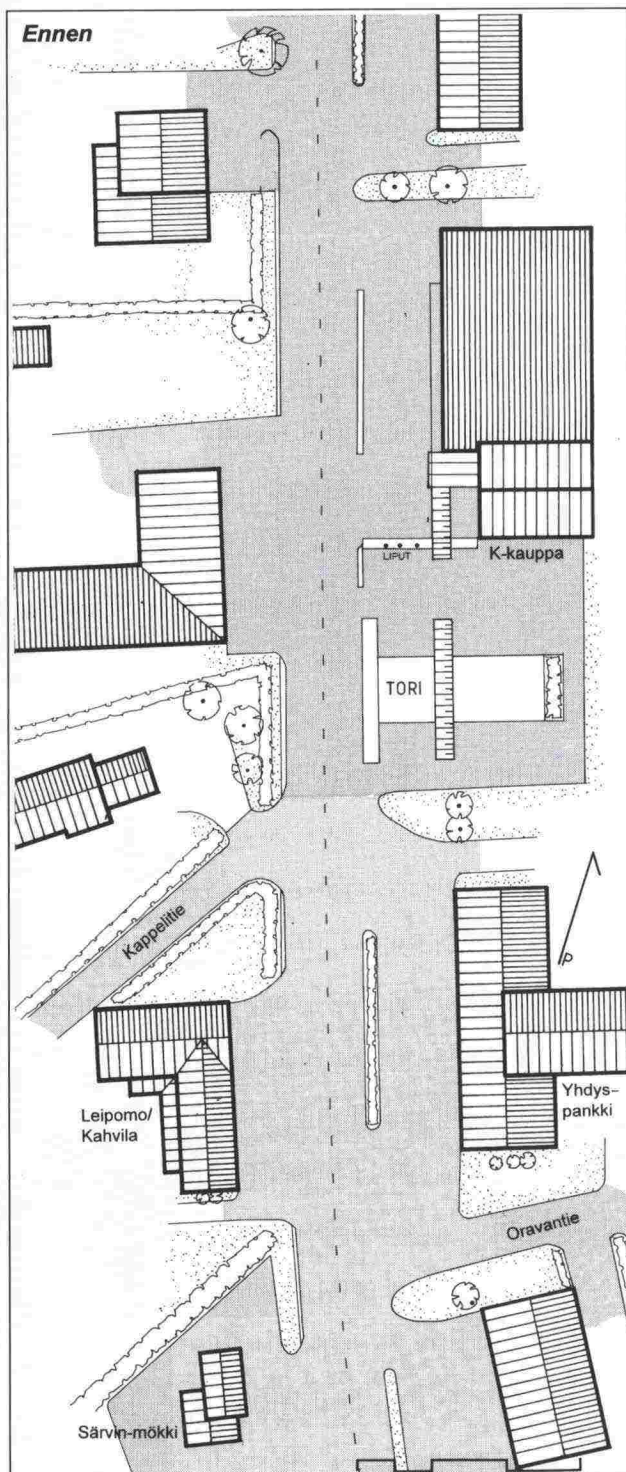 Ennen
LIPUT
K-kauppa
TORI
Kappelitie
Leipomo/
Kahvila
Yhdys-
pankki
Oravantie
Särvin-mökki
P